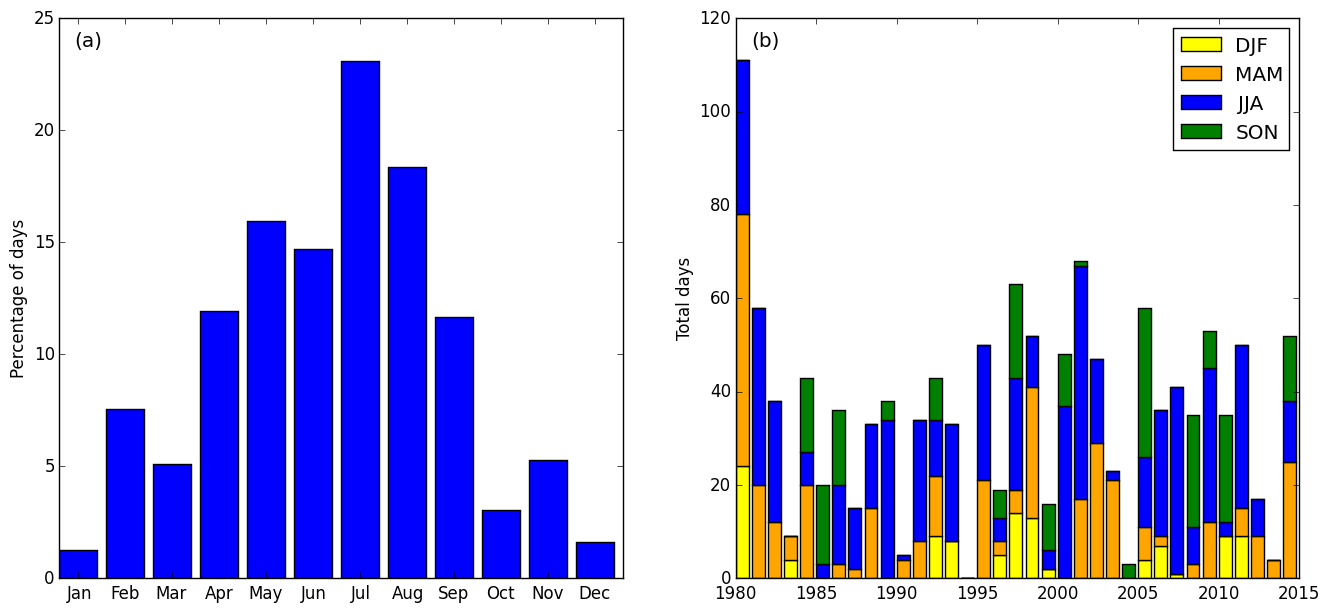 (a)
Percentage of days
25
20
15
10
5
0
Jan Feb Mar Apr May Jun Jul Aug Sep Oct Nov Dec
(b)
Total days
120
100
80
60
40
20
0
1980 1985 1990 1995 2000 2005 2010 2015
DJF
MAM
JJA
SON